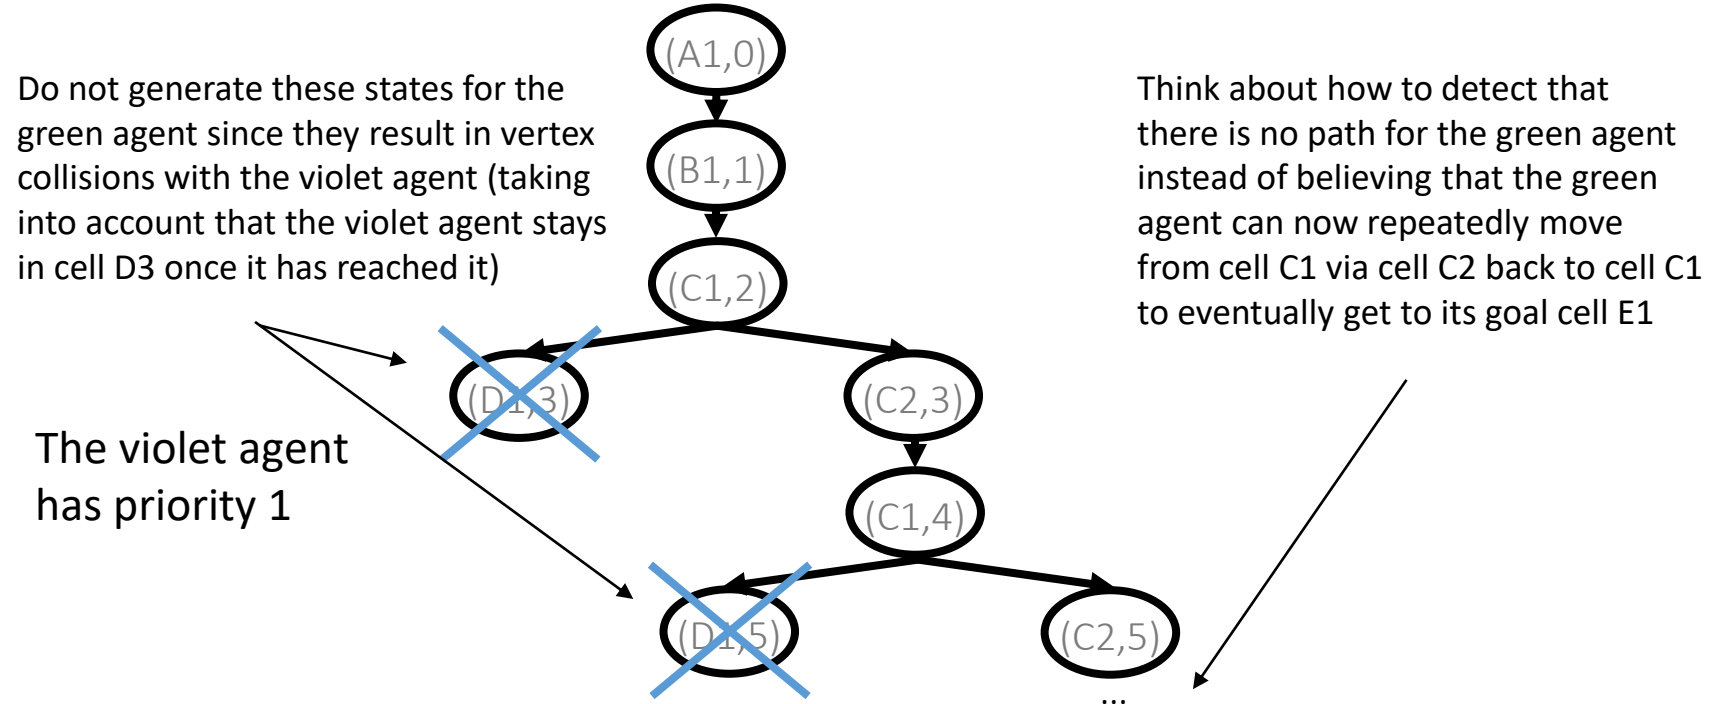 (A1,0)
Do not generate these states for the
green agent since they result in vertex
collisions with the violet agent (taking
into account that the violet agent stays
in cell D3 once it has reached it)
Think about how to detect that
there is no path for the green agent
instead of believing that the green
agent can now repeatedly move
from cell C1 via cell C2 back to cell C1
to eventually get to its goal cell E1
(B1,1)
(C1,2)
(D1,3)
(C2,3)
The violet agent
has priority 1
(C1,4)
(D1,5)
(C2,5)
...